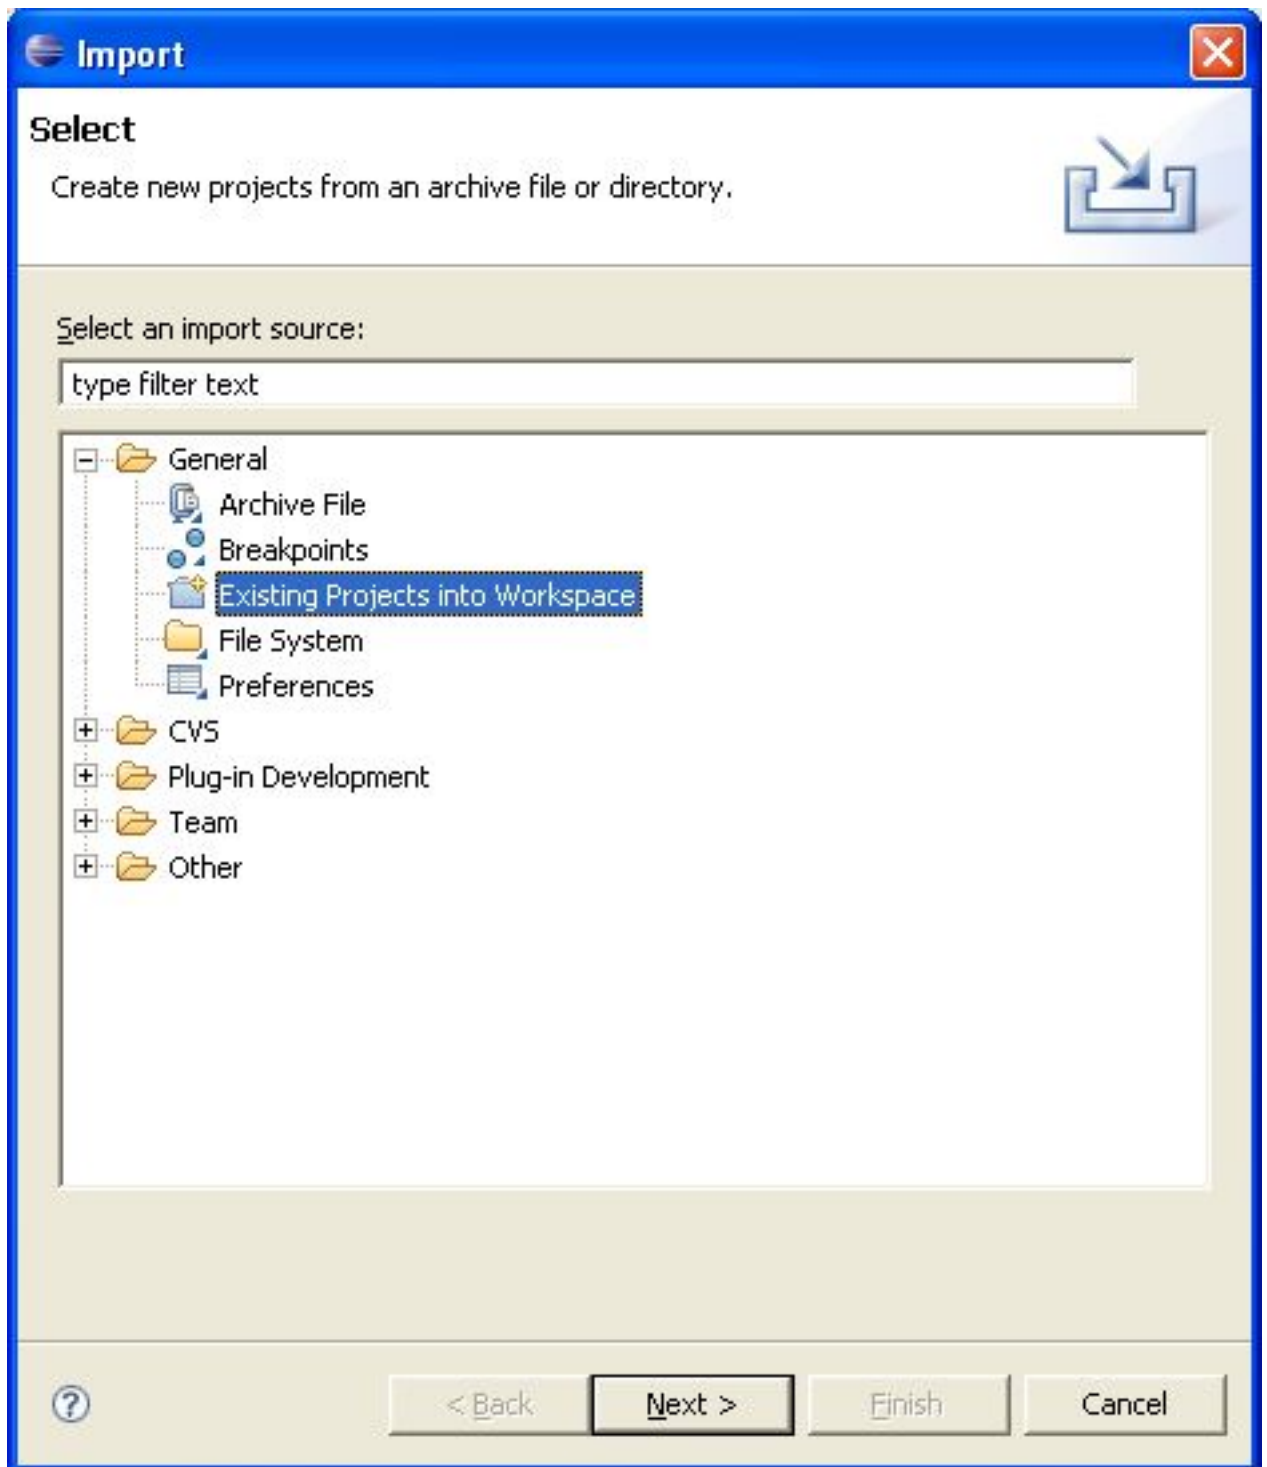 Import
Select
Create new projects from an archive file or directory.
Select an import source:
type filter text
General
Archive File
Breakpoints
Existing Projects into Workspace
File System
Preferences
CVS
Plug-in Development
Team
Other
? < Back Next > Finish Cancel